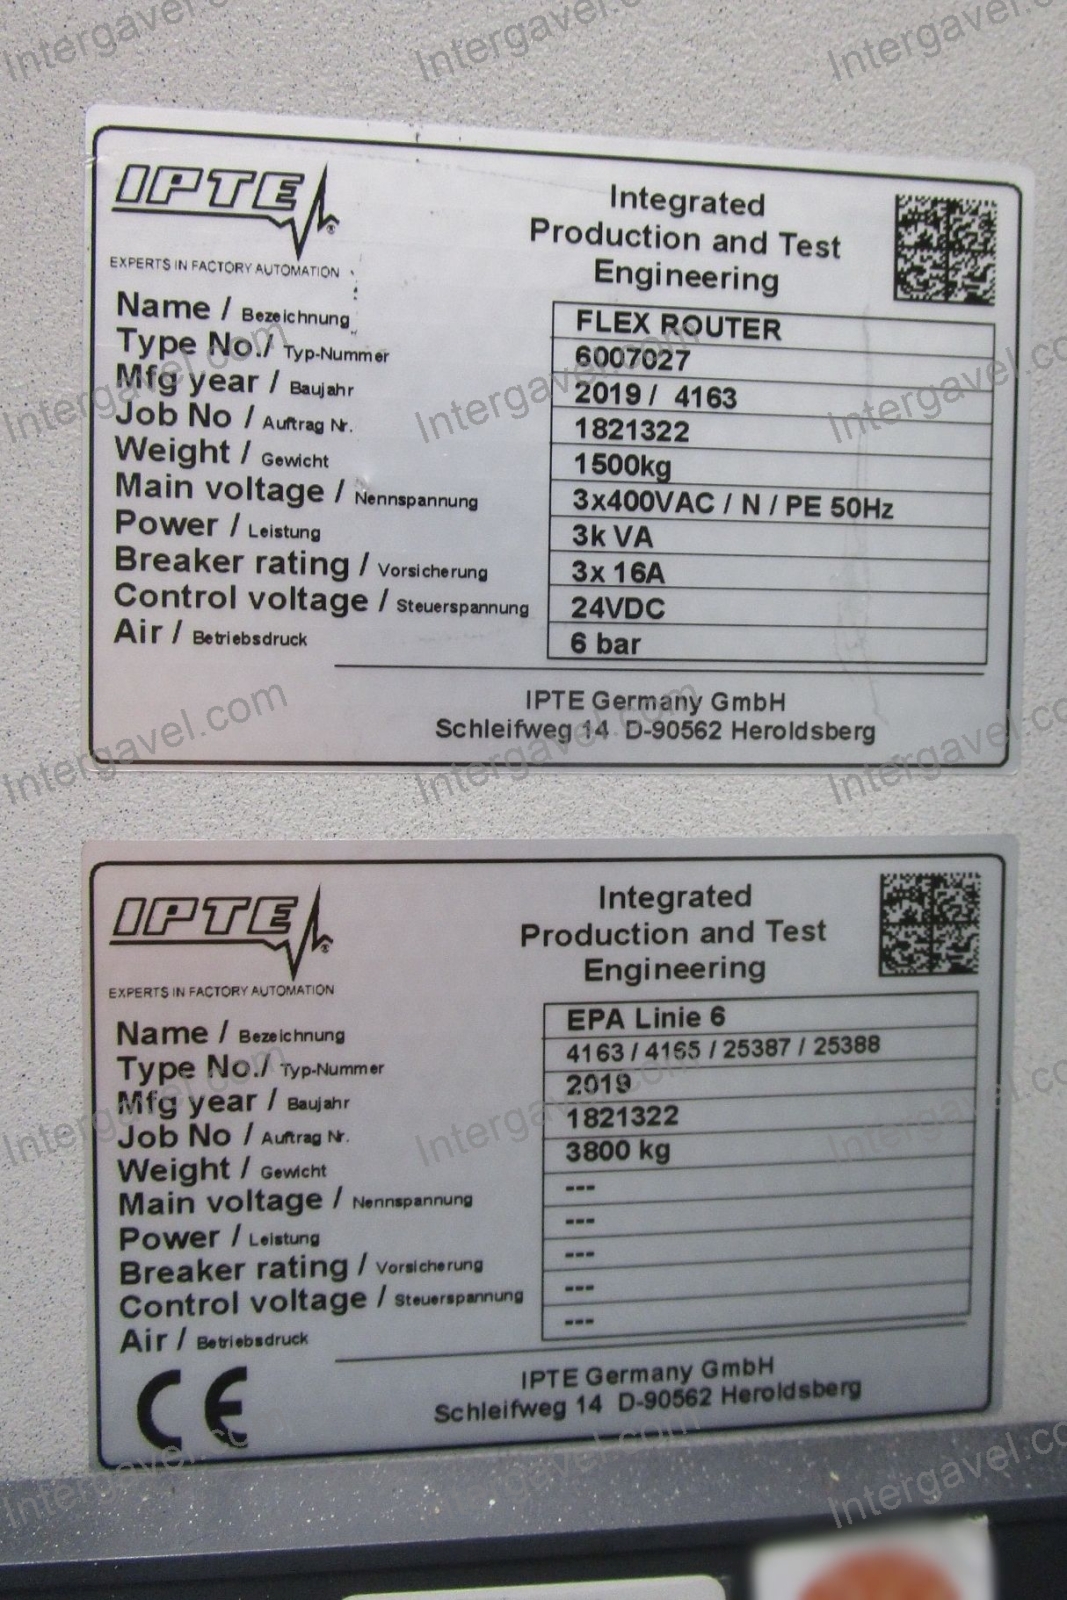 IPTE
EXPERTS IN FACTORY AUTOMATION
Integrated
Production and Test
Engineering
Name / Bezeichnung FLEX ROUTER
Type No./ Typ-Nummer 6007027
Mfg year / Baujahr 2019 / 4163
Job No / Auftrag Nr. 1821322
Weight / Gewicht 1500kg
Main voltage / Nennspannung 3x400VAC / N / PE 50Hz
Power / Leistung 3k VA
Breaker rating / Vorsicherung 3x 16A
Control voltage / Steuerspannung 24VDC
Air / Betriebsdruck 6 bar
IPTE Germany GmbH
Schleifweg 14 D-90562 Heroldsberg
IPTE
EXPERTS IN FACTORY AUTOMATION
Integrated
Production and Test
Engineering
Name / Bezeichnung EPA Linie 6
Type No./ Typ-Nummer 4163 / 4165 / 25387 / 25388
Mfg year / Baujahr 2019
Job No / Auftrag Nr. 1821322
Weight / Gewicht 3800 kg
Main voltage / Nennspannung ---
Power / Leistung ---
Breaker rating / Vorsicherung ---
Control voltage / Steuerspannung ---
Air / Betriebsdruck ---
IPTE Germany GmbH
Schleifweg 14 D-90562 Heroldsberg
CE
Intergavel.com